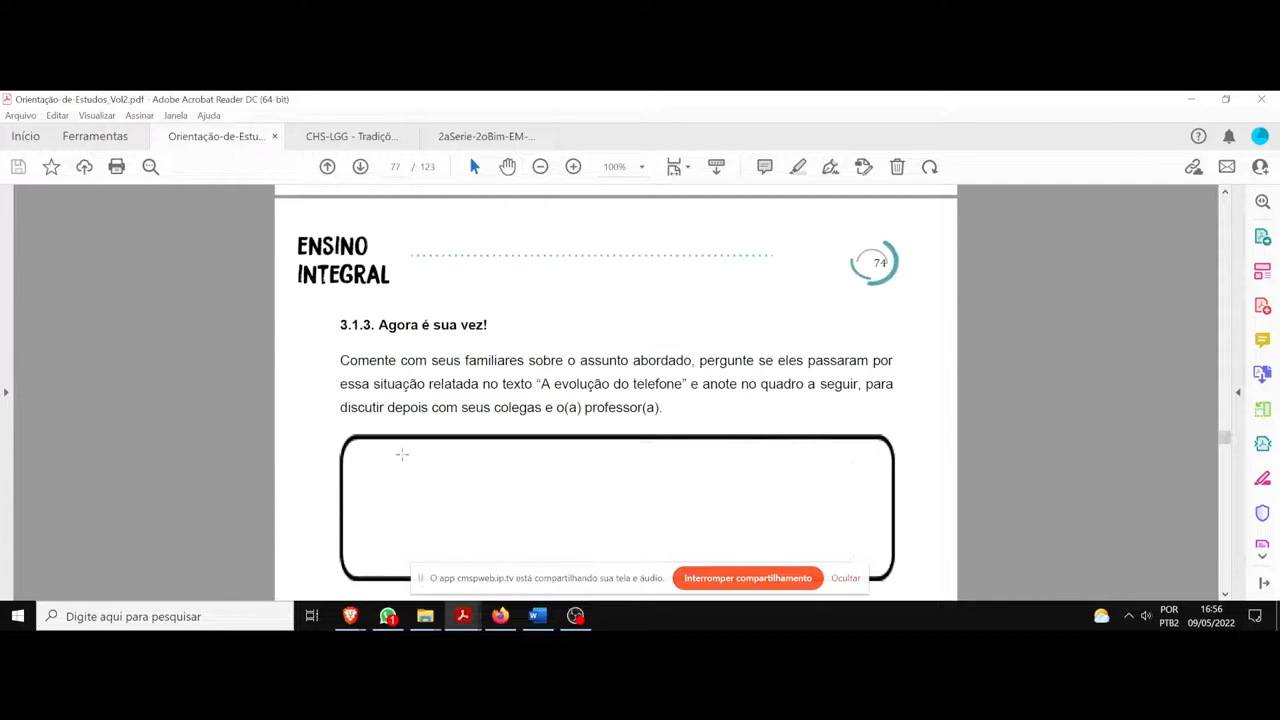 Orientação-de-Estudos_Vol2.pdf - Adobe Acrobat Reader DC (64-bit)
Arquivo Editar Visualizar Assinar Janela Ajuda
Início Ferramentas Orientação-de-Estu... × CHS-LGG - Tradiçõ... 2aSerie-2oBim-EM-...
77 / 123 100%
ENSINO
INTEGRAL
74
3.1.3. Agora é sua vez!
Comente com seus familiares sobre o assunto abordado, pergunte se eles passaram por
essa situação relatada no texto “A evolução do telefone” e anote no quadro a seguir, para
discutir depois com seus colegas e o(a) professor(a).
O app cmspweb.ip.tv está compartilhando sua tela e áudio. Interromper compartilhamento Ocultar
Digite aqui para pesquisar
1
POR
PTB2
16:56
09/05/2022